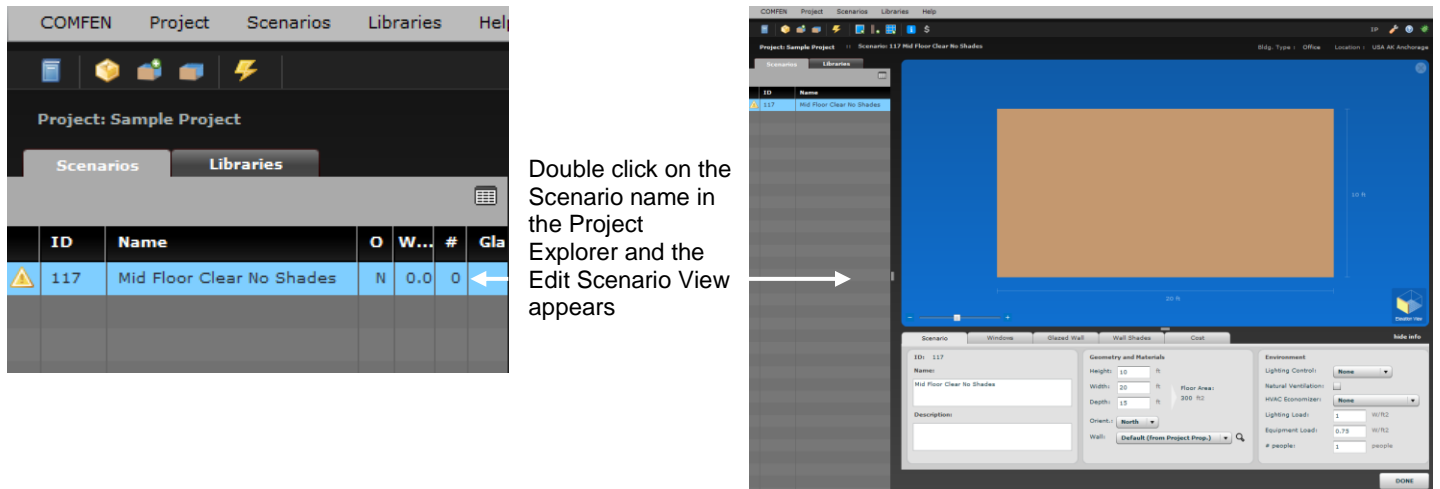 COMFEN Project Scenarios Libraries Help
Project: Sample Project
Scenarios Libraries
ID Name O W... # Gla
117 Mid Floor Clear No Shades N 0.0 0
Double click on the
Scenario name in
the Project
Explorer and the
Edit Scenario View
appears
COMFEN Project Scenarios Libraries Help
IP
Project: Sample Project :: Scenario: 117 Mid Floor Clear No Shades Bldg. Type : Office Location : USA AK Anchorage
Scenarios Libraries
ID Name
117 Mid Floor Clear No Shades
10 ft
20 ft
- +
Elevation View
Scenario Windows Glazed Wall Wall Shades Cost hide info
ID: 117
Name:
Mid Floor Clear No Shades
Description:
Geometry and Materials
Height: 10 ft
Width: 20 ft
Depth: 15 ft
Floor Area:
300 ft2
Orient.: North
Wall: Default (from Project Prop.)
Environment
Lighting Control: None
Natural Ventilation:
HVAC Economizer: None
Lighting Load: 1 W/ft2
Equipment Load: 0.75 W/ft2
# people: 1 people
DONE